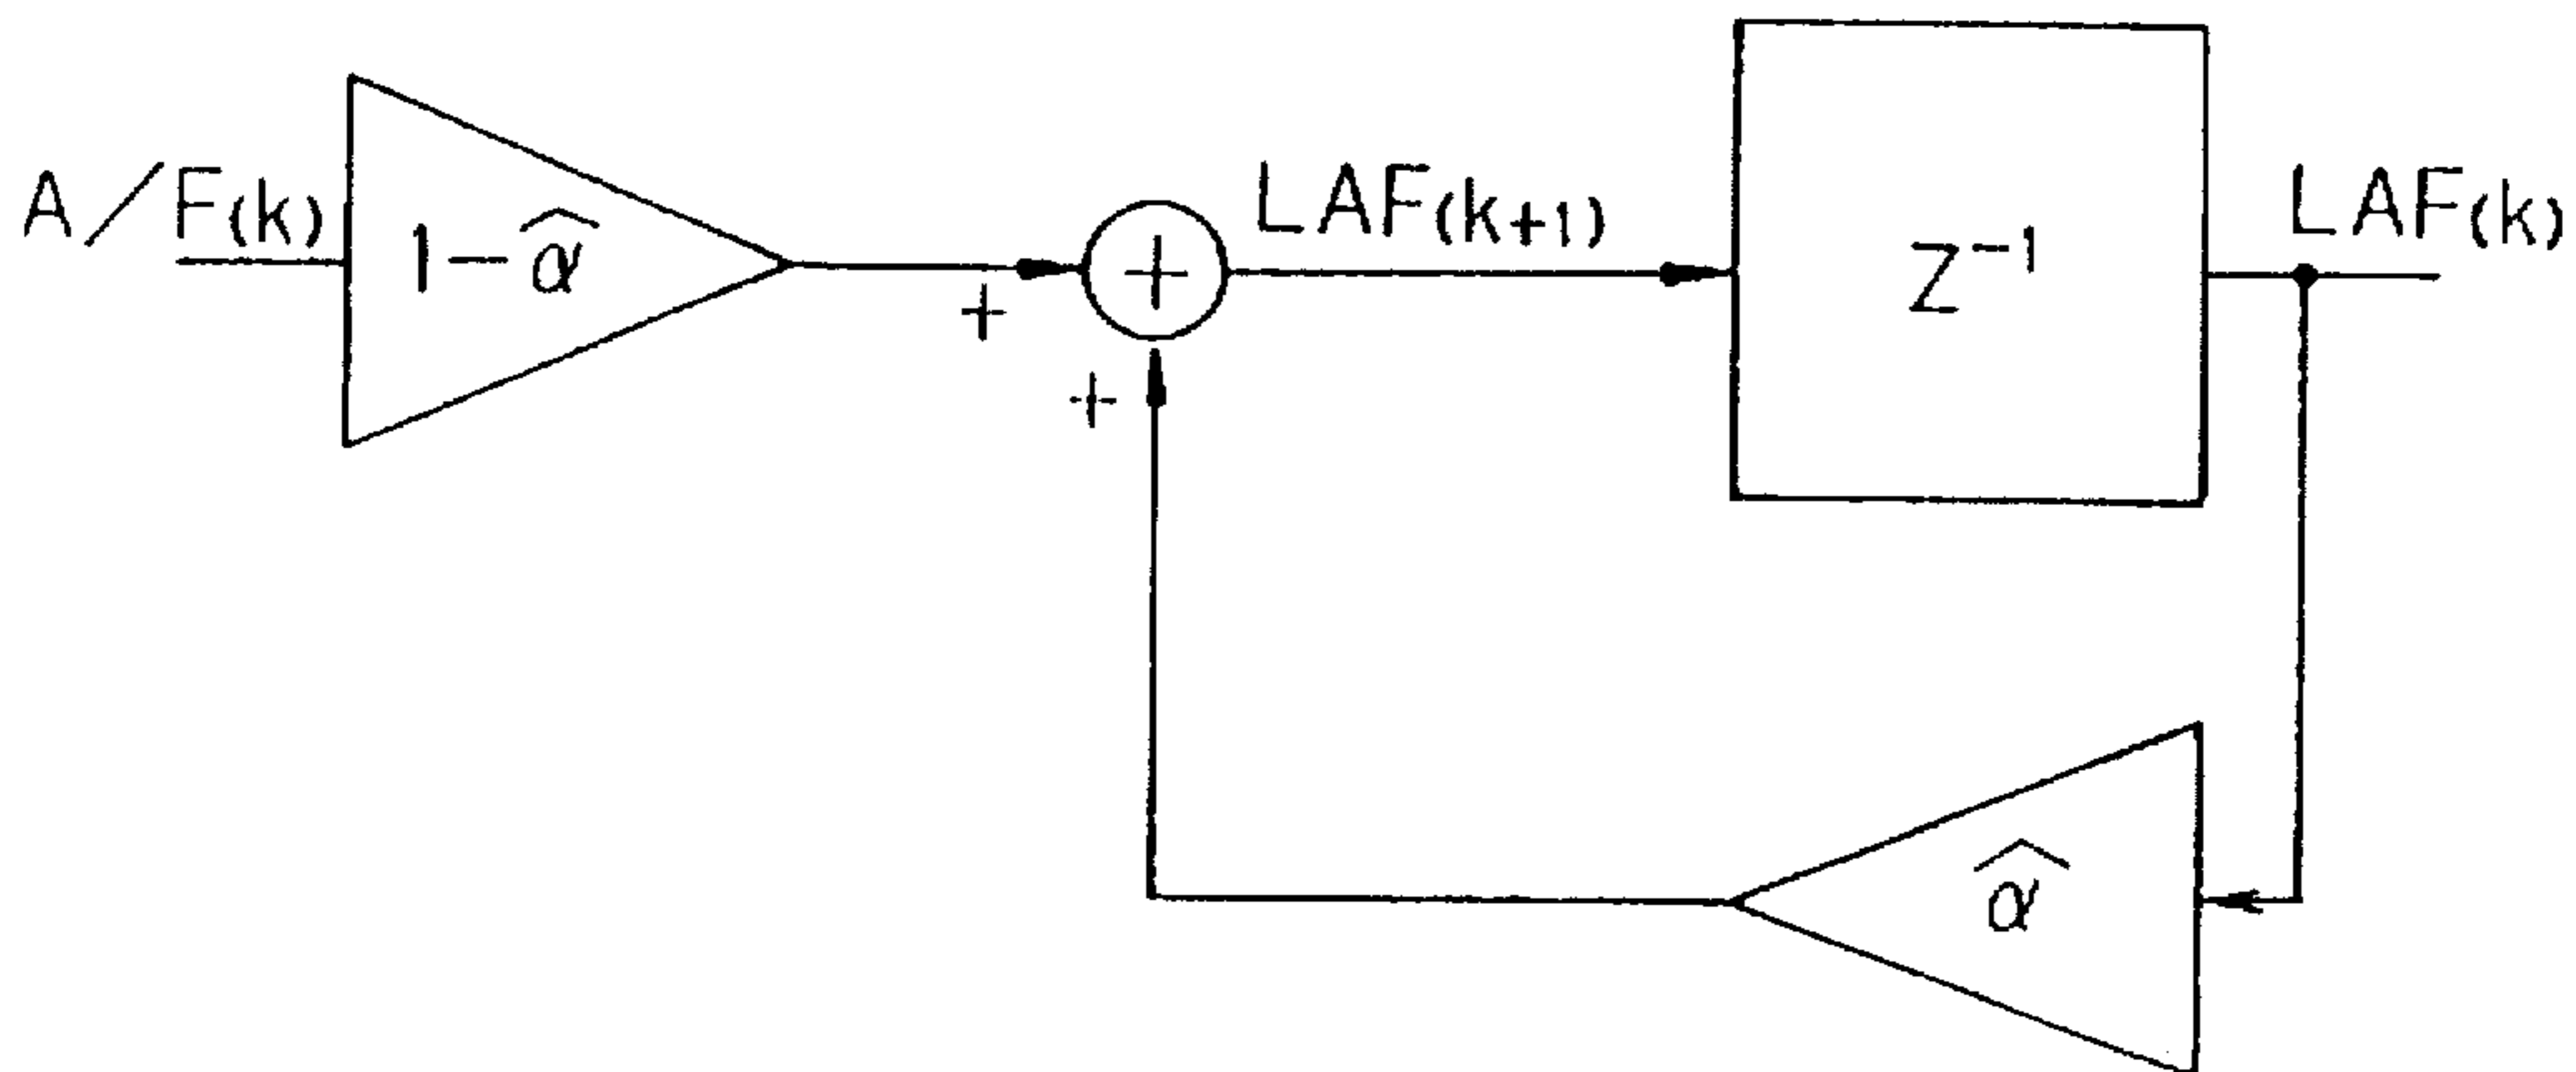 A/F(k)
1-α̂
+
+
+
LAF(k+1)
Z⁻¹
LAF(k)
α̂